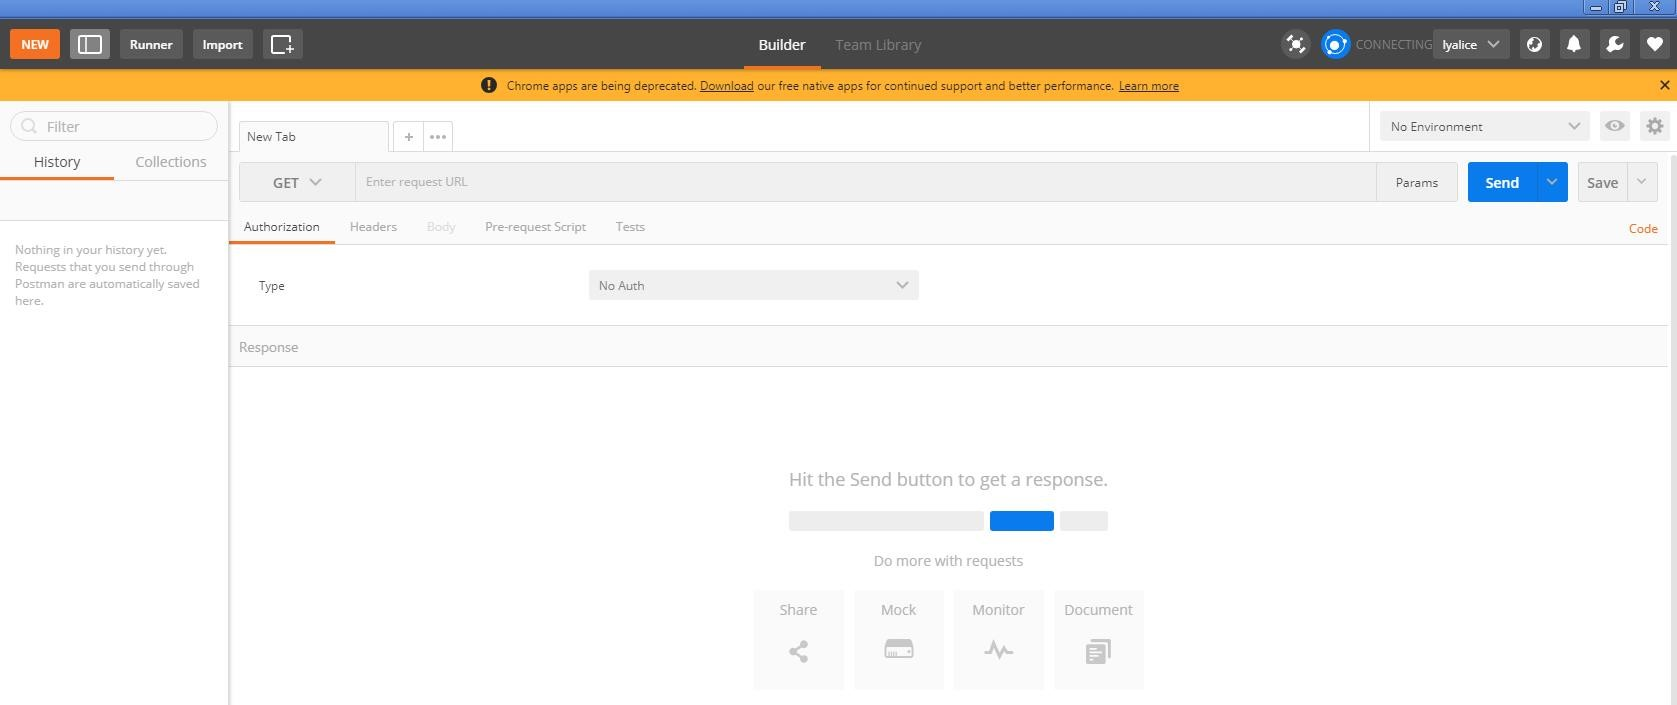 NEW Runner Import Builder Team Library CONNECTING lyalice
Chrome apps are being deprecated. Download our free native apps for continued support and better performance. Learn more
Filter
History Collections
Nothing in your history yet.
Requests that you send through
Postman are automatically saved
here.
New Tab
No Environment
GET Enter request URL Params Send Save
Authorization Headers Body Pre-request Script Tests Code
Type No Auth
Response
Hit the Send button to get a response.
Do more with requests
Share Mock Monitor Document